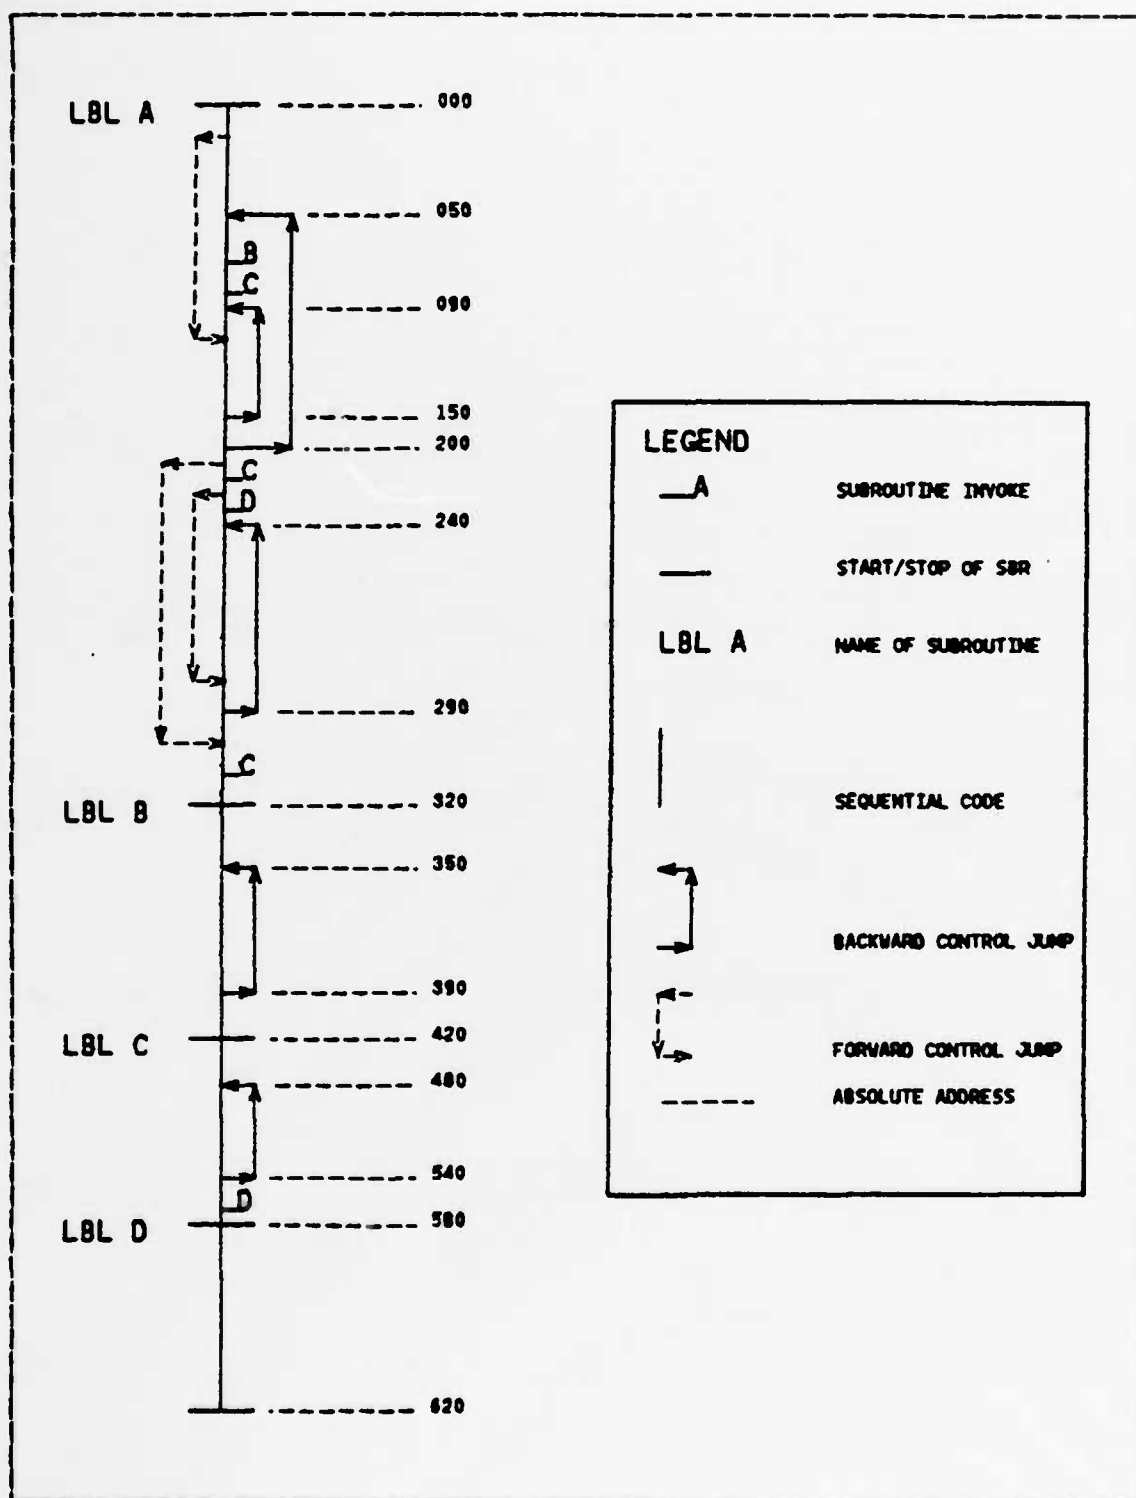 LBL A
000
050
B
C
090
150
200
C
D
240
290
C
LBL B
320
350
390
LBL C
420
480
540
D
LBL D
580
620
LEGEND
A SUBROUTINE INVOKE
START/STOP OF SBR
LBL A NAME OF SUBROUTINE
SEQUENTIAL CODE
BACKWARD CONTROL JUMP
FORWARD CONTROL JUMP
ABSOLUTE ADDRESS